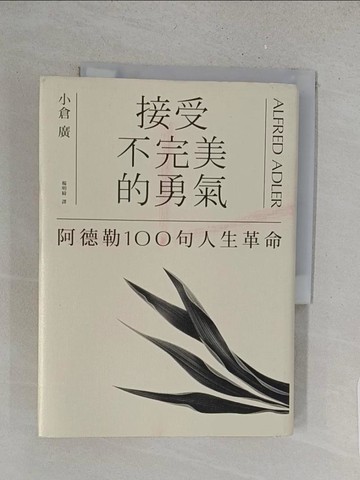 接受
不完美
的勇氣
阿德勒100句人生革命
小倉 廣
ALFRED ADLER
譯